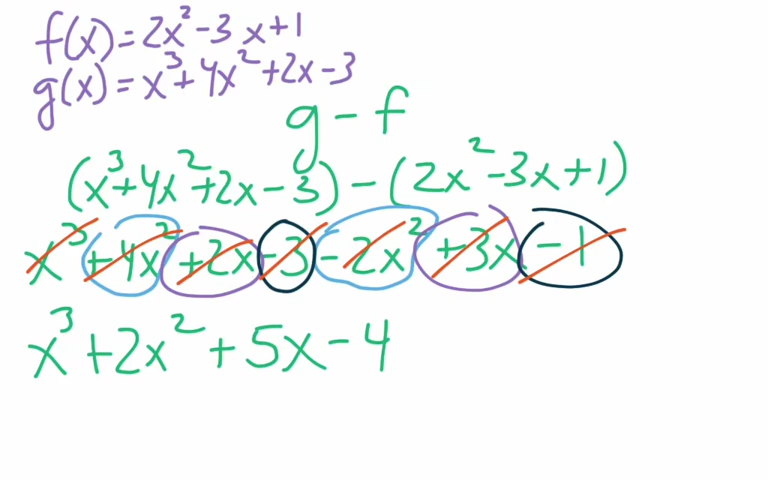 f(x)=2x²-3x+1
g(x)=x³+4x²+2x-3
g-f
(x³+4x²+2x-3)-(2x²-3x+1)
x³+4x²+2x-3-2x²+3x-1
x³+2x²+5x-4